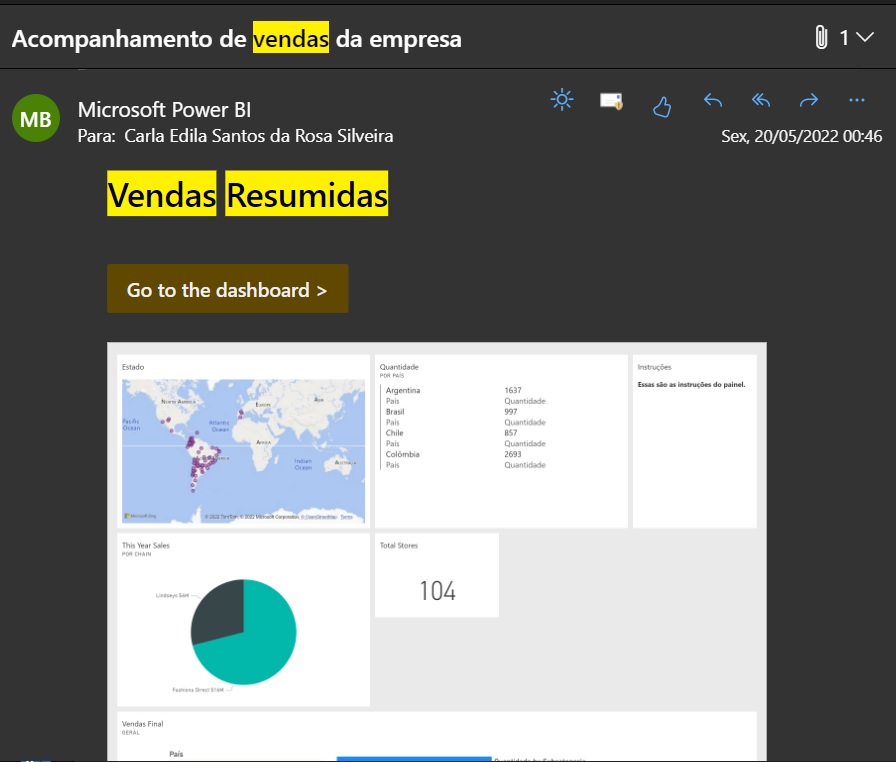 Acompanhamento de vendas da empresa
1
MB
Microsoft Power BI
Para: Carla Edila Santos da Rosa Silveira
Sex, 20/05/2022 00:46
Vendas Resumidas
Go to the dashboard >
Estado
NORTH AMERICA
EUROPE
ASIA
Pacific
Ocean
Atlantic
Ocean
AFRICA
Indian
Ocean
AUSTRALIA
Microsoft Bing
© 2022 TomTom, © 2022 Microsoft Corporation, © OpenStreetMap Terms
Quantidade
POR PAÍS
Argentina 1637
País Quantidade
Brasil 997
País Quantidade
Chile 857
País Quantidade
Colômbia 2693
País Quantidade
Instruções
Essas são as instruções do painel.
This Year Sales
POR CHAIN
Lindseys $6M
Fashions Direct $16M
Total Stores
104
Vendas Final
GERAL
País